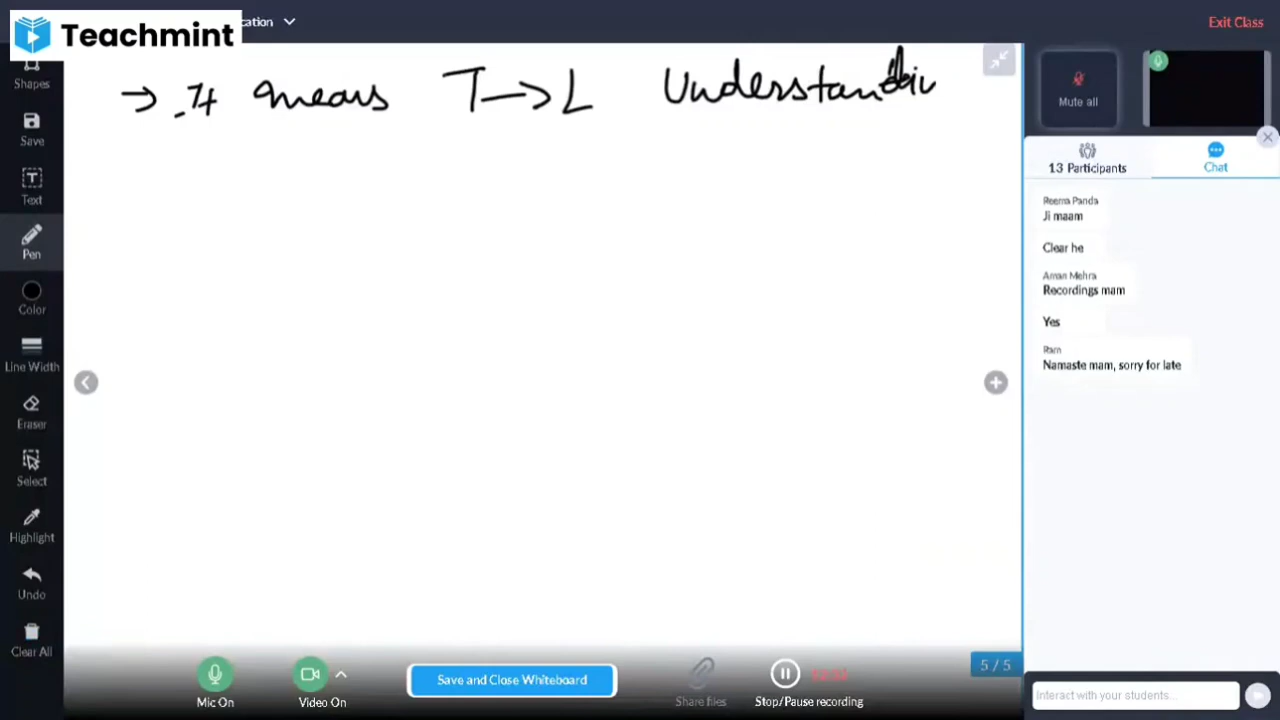 Teachmint
cation
Exit Class
Shapes
Save
Text
Pen
Color
Line Width
Eraser
Select
Highlight
Undo
Clear All
→ It means T→L Understandin
Mute all
13 Participants
Chat
Reema Panda
Ji maam
Clear he
Aman Mehra
Recordings mam
Yes
Ram
Namaste mam, sorry for late
5 / 5
Mic On
Video On
Save and Close Whiteboard
Share files
Stop/Pause recording
Interact with your students...